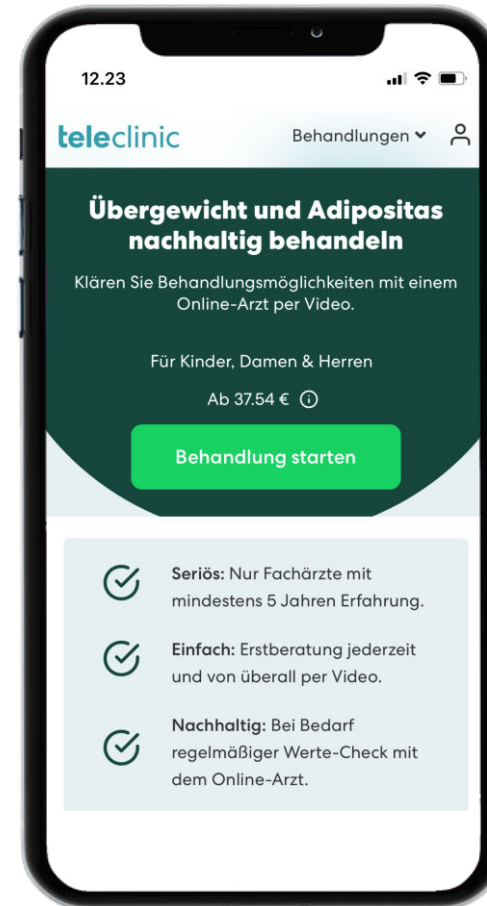 12.23
teleclinic
Behandlungen
Übergewicht und Adipositas
nachhaltig behandeln
Klären Sie Behandlungsmöglichkeiten mit einem
Online-Arzt per Video.
Für Kinder, Damen & Herren
Ab 37.54 €
Behandlung starten
Seriös: Nur Fachärzte mit
mindestens 5 Jahren Erfahrung.
Einfach: Erstberatung jederzeit
und von überall per Video.
Nachhaltig: Bei Bedarf
regelmäßiger Werte-Check mit
dem Online-Arzt.